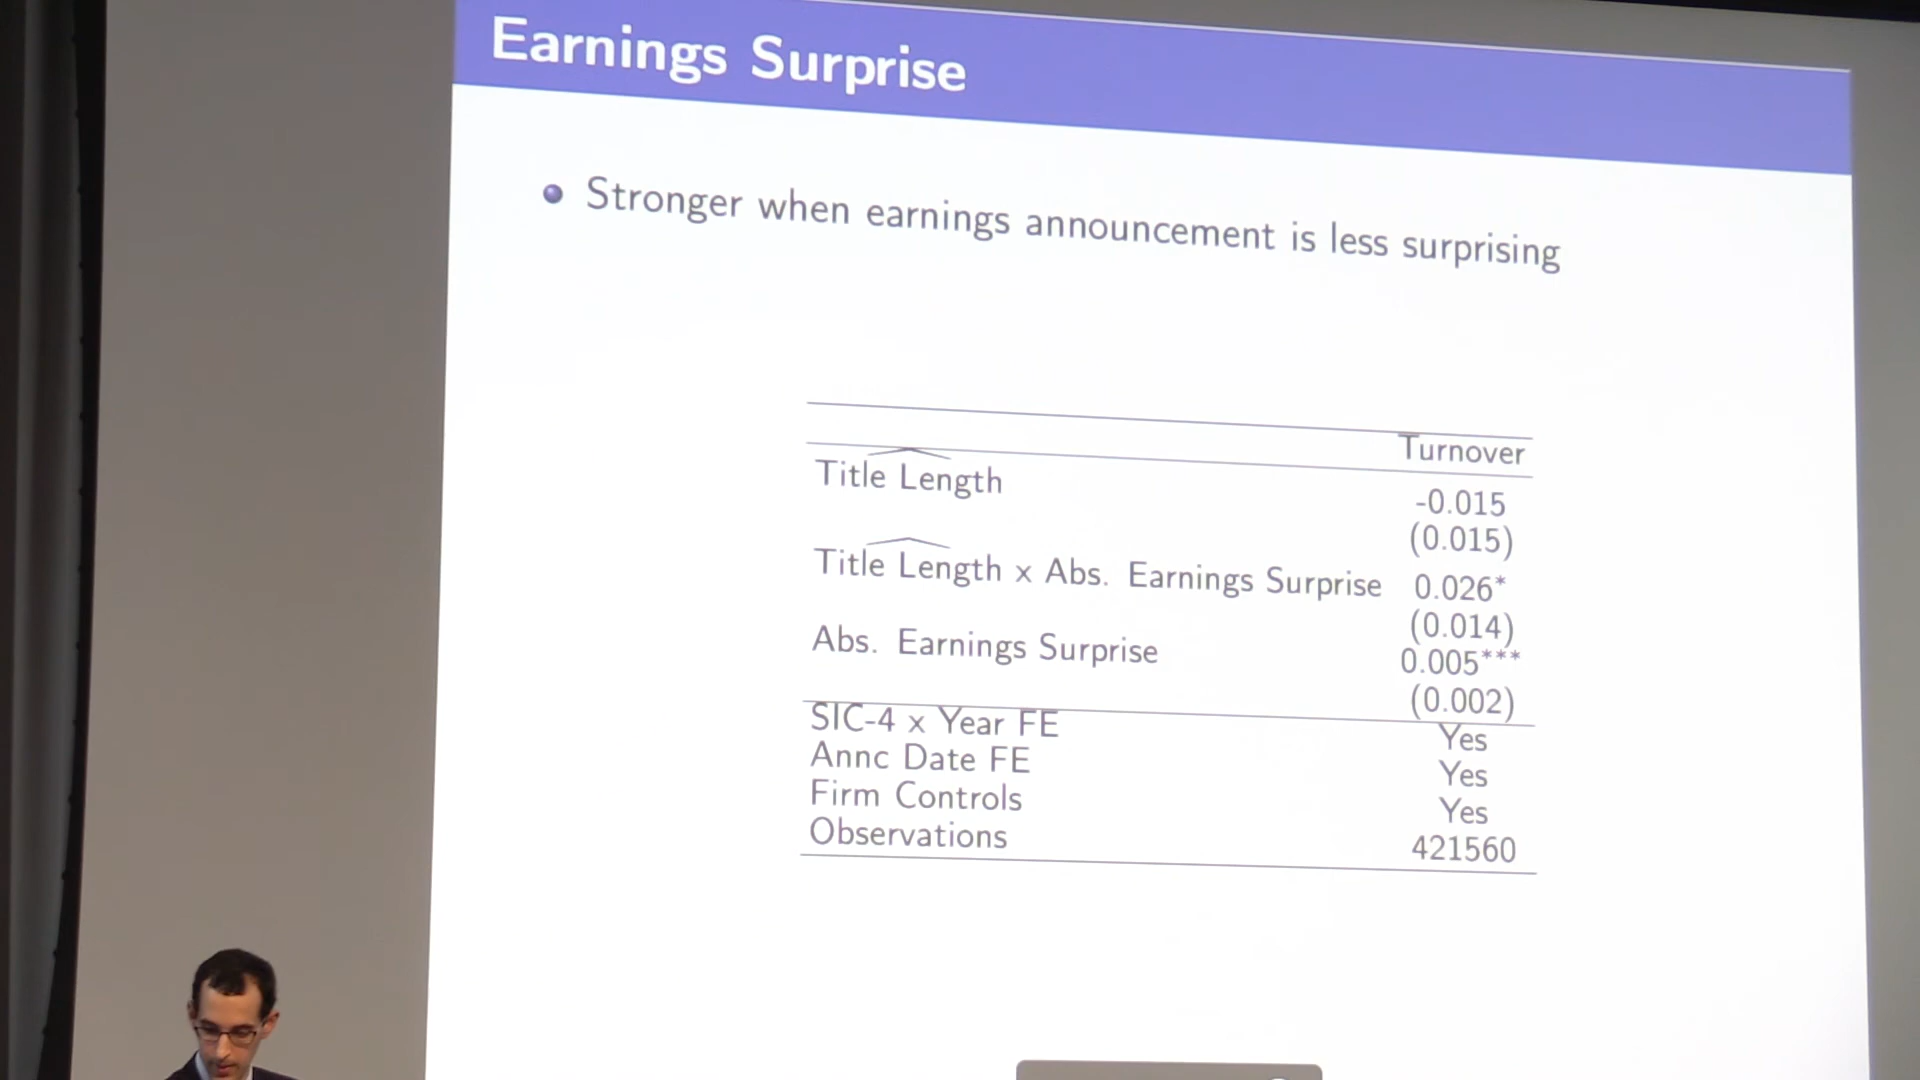 Earnings Surprise
Stronger when earnings announcement is less surprising
Turnover
Title Length -0.015
(0.015)
Title Length x Abs. Earnings Surprise 0.026*
(0.014)
Abs. Earnings Surprise 0.005***
(0.002)
SIC-4 x Year FE Yes
Annc Date FE Yes
Firm Controls Yes
Observations 421560